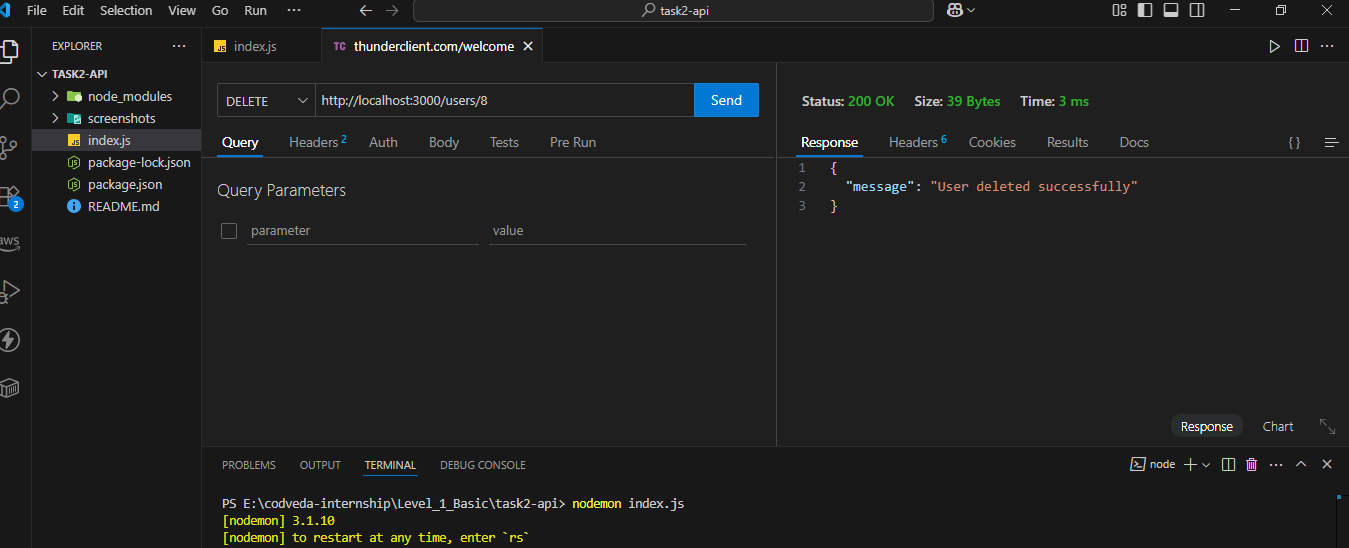 File Edit Selection View Go Run ··· task2-api
EXPLORER ···
index.js
TC thunderclient.com/welcome
TASK2-API
node_modules
screenshots
index.js
package-lock.json
package.json
README.md
2
aws
DELETE http://localhost:3000/users/8 Send
Query Headers 2 Auth Body Tests Pre Run
Query Parameters
parameter value
Status: 200 OK Size: 39 Bytes Time: 3 ms
Response Headers 6 Cookies Results Docs { }
1 {
2 "message": "User deleted successfully"
3 }
Response Chart
PROBLEMS OUTPUT TERMINAL DEBUG CONSOLE node
PS E:\codveda-internship\Level_1_Basic\task2-api> nodemon index.js
[nodemon] 3.1.10
[nodemon] to restart at any time, enter `rs`